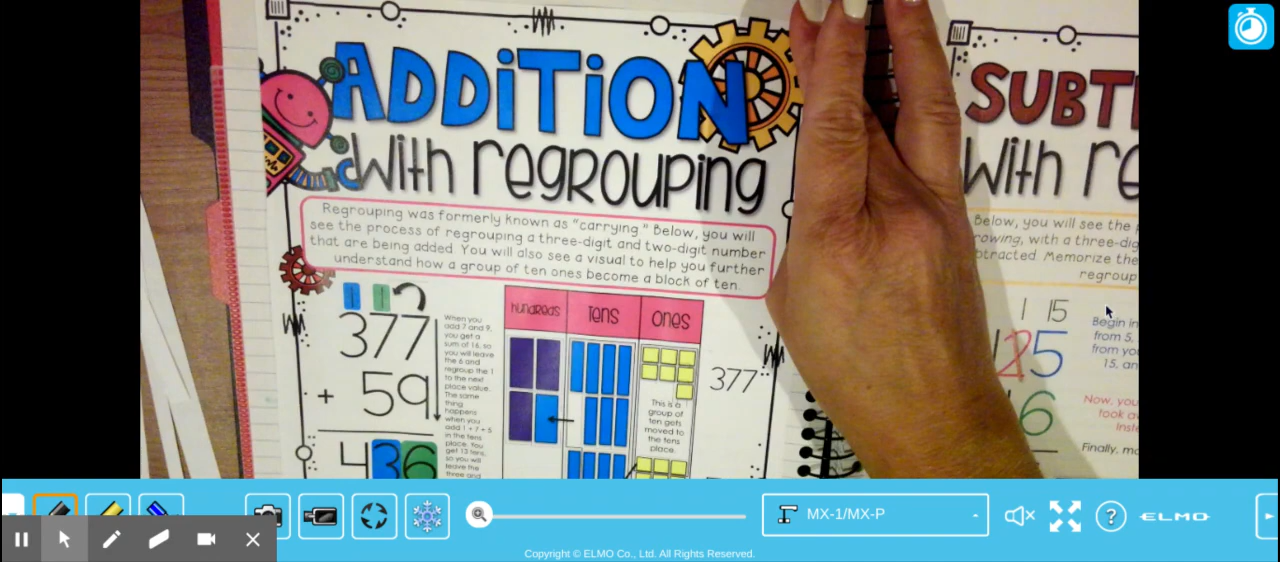 ADDiTiON
with regrouping
Regrouping was formerly known as “carrying.” Below, you will
see the process of regrouping a three-digit and two-digit number
that are being added. You will also see a visual to help you further
understand how a group of ten ones become a block of ten.
1 1
377
+ 59
436
When you
add 7 and 9,
you get a
sum of 16, so
you will leave
the 6 and
regroup the 1
to the next
place value.
The same
thing
happens
when you
add 1 + 7 + 5
in the tens
place. You
get 13 tens,
so you will
leave the
three and
Hundreds
Tens
Ones
This is a
group of
ten gets
moved to
the tens
place.
377
SUBT
with re
Below, you will see the
rowing, with a three-dig
btracted. Memorize the
regroup
1 15
125
6
Begin in
from 5,
from you
15, an
Now, you
took a
inste
Finally, mo
MX-1/MX-P
ELMO
Copyright © ELMO Co., Ltd. All Rights Reserved.